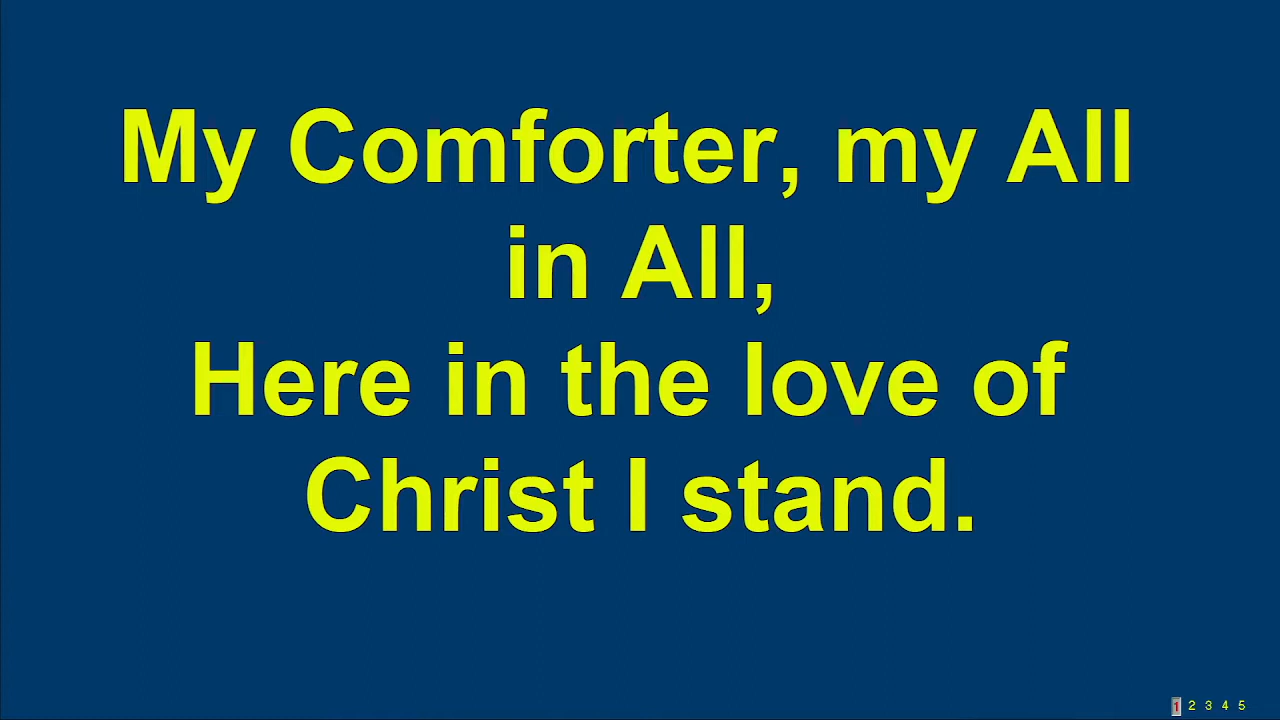 My Comforter, my All
in All,
Here in the love of
Christ I stand.
1 2 3 4 5